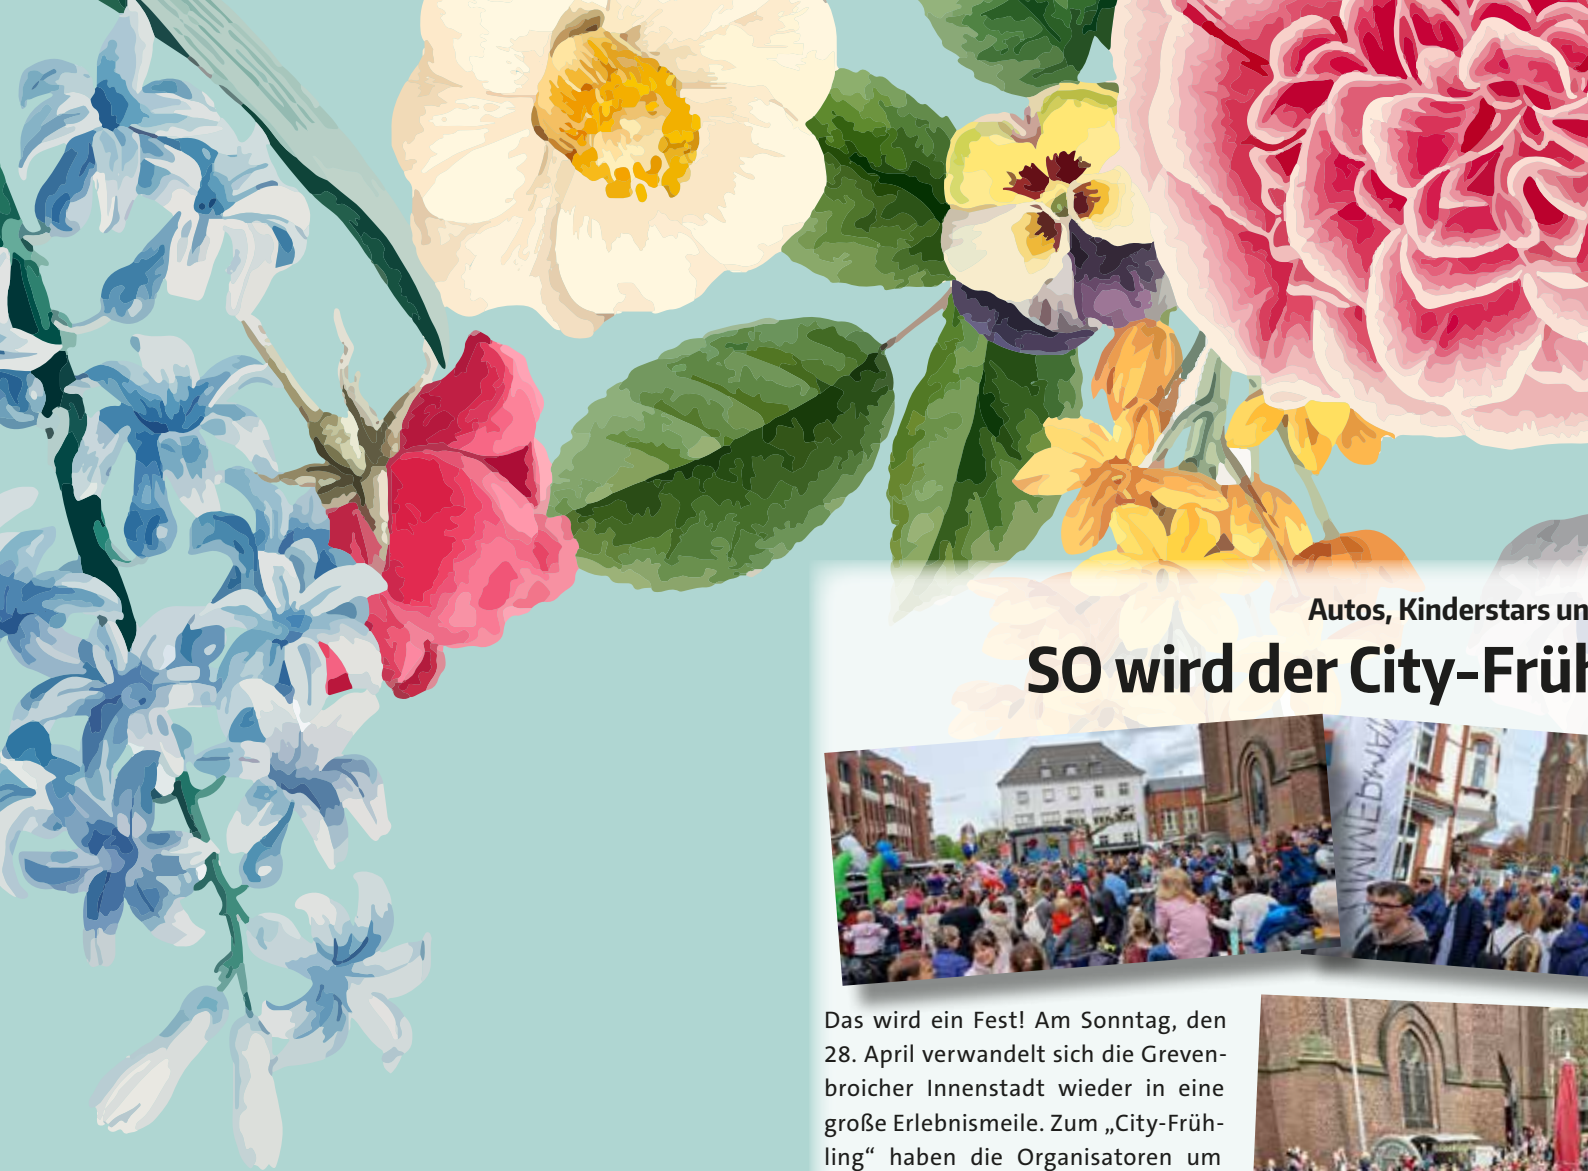 Autos, Kinderstars un
SO wird der City-Früh
Das wird ein Fest! Am Sonntag, den
28. April verwandelt sich die Greven-
broicher Innenstadt wieder in eine
große Erlebnismeile. Zum „City-Früh-
ling“ haben die Organisatoren um